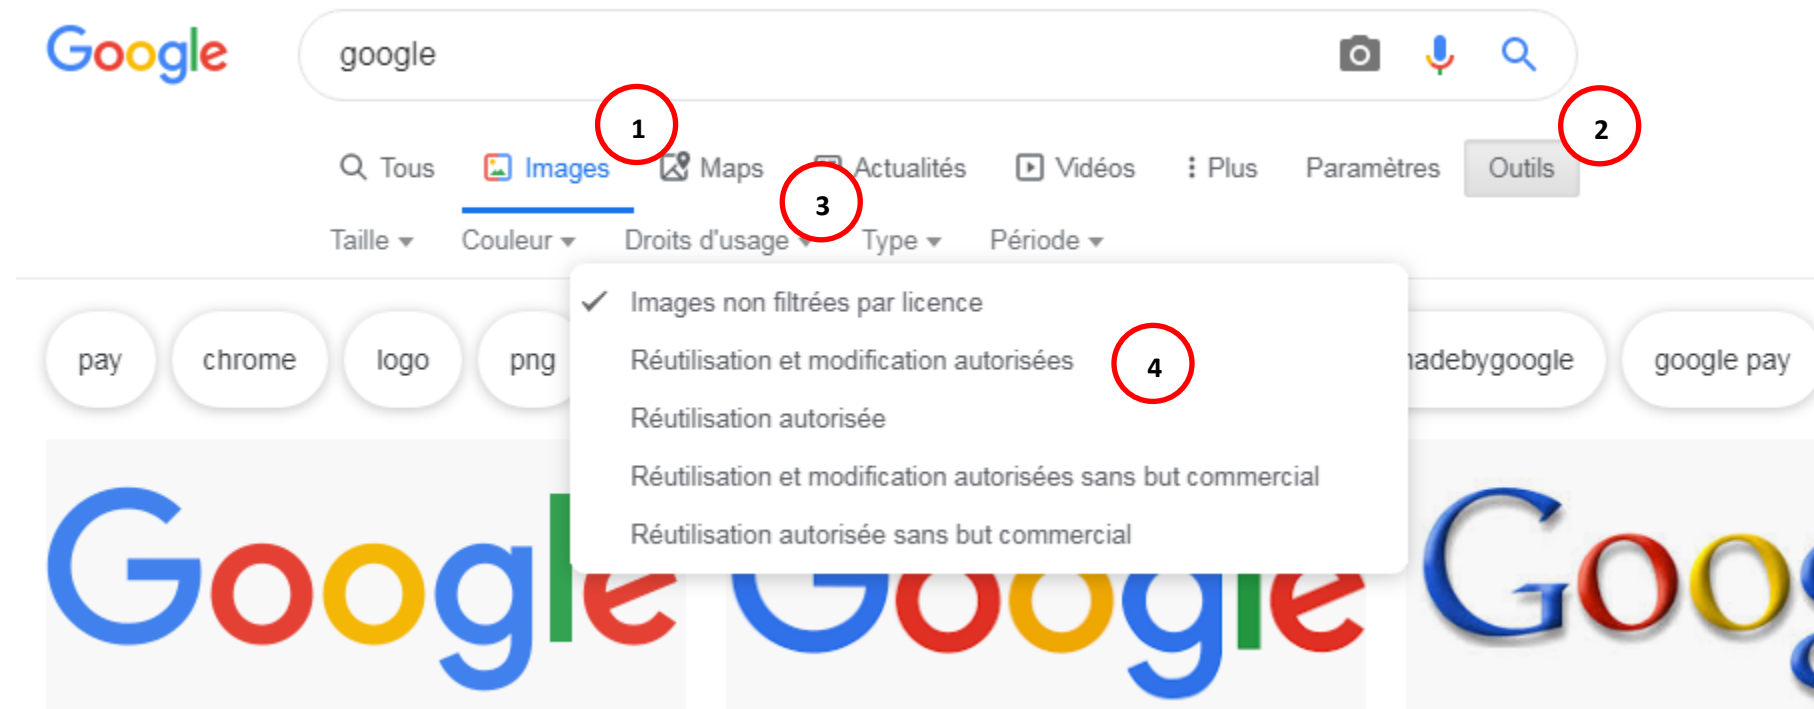 Google google
1 2
Tous Images Maps Actualités Vidéos Plus Paramètres Outils
3
Taille Couleur Droits d'usage Type Période
Images non filtrées par licence
pay chrome logo png Réutilisation et modification autorisées 4 google pay
Réutilisation autorisée
Réutilisation et modification autorisées sans but commercial
Réutilisation autorisée sans but commercial
Google Google